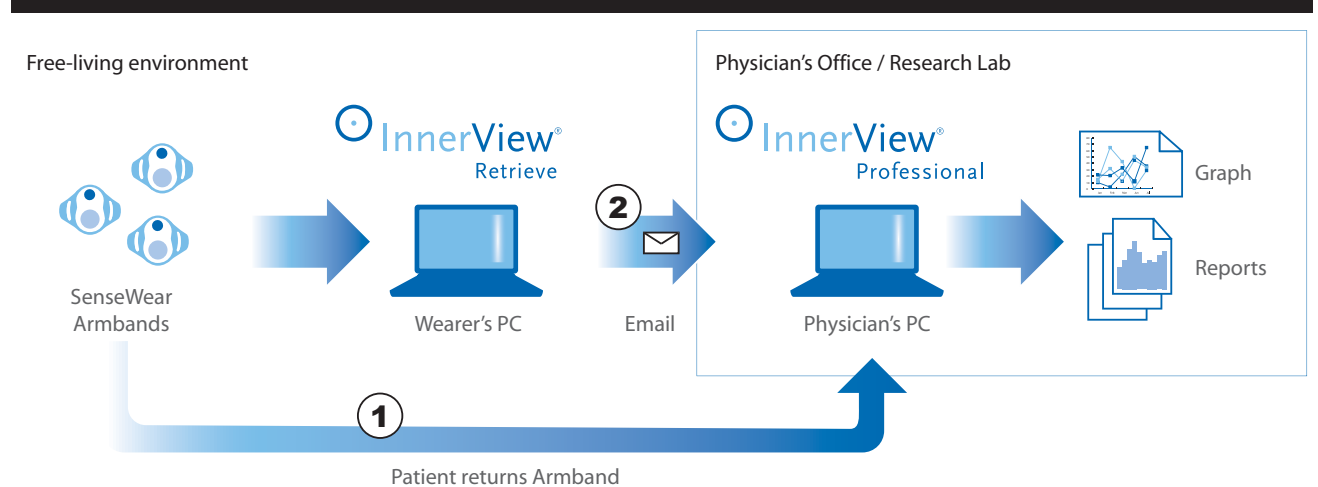 Free-living environment
Physician's Office / Research Lab
InnerView®
Retrieve
InnerView®
Professional
Graph
2
Reports
SenseWear
Armbands
Wearer's PC
Email
Physician's PC
1
Patient returns Armband